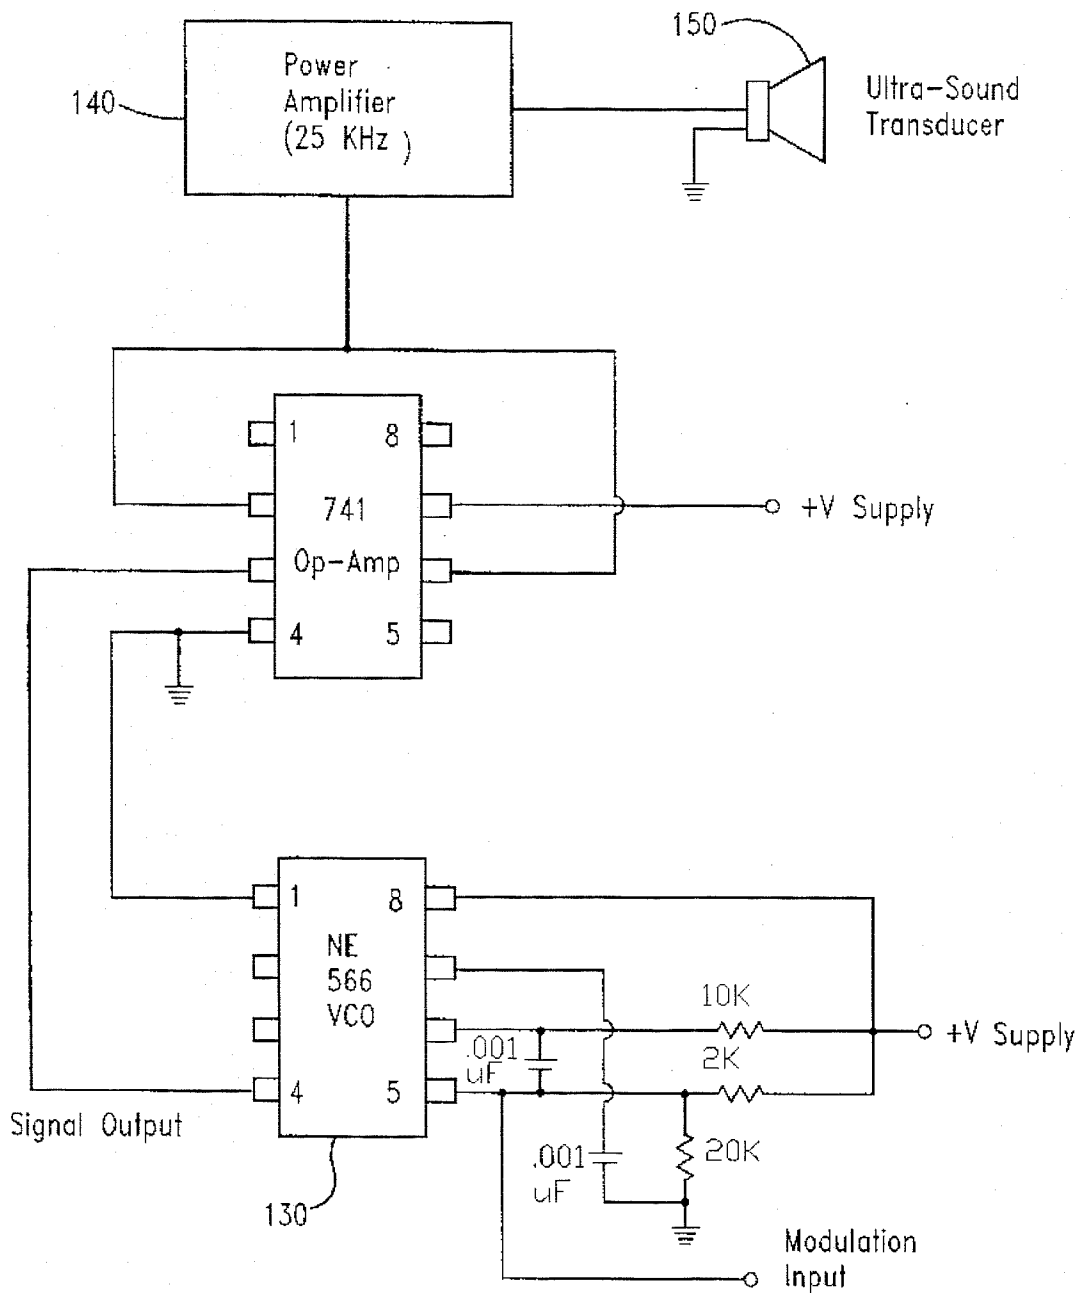 150
Power
Amplifier
(25 KHz )
140
Ultra-Sound
Transducer
1
8
741
Op-Amp
+V Supply
4
5
1
8
NE
566
VCO
10K
+V Supply
2K
.001
uF
4
5
Signal Output
.001
uF
20K
130
Modulation
Input